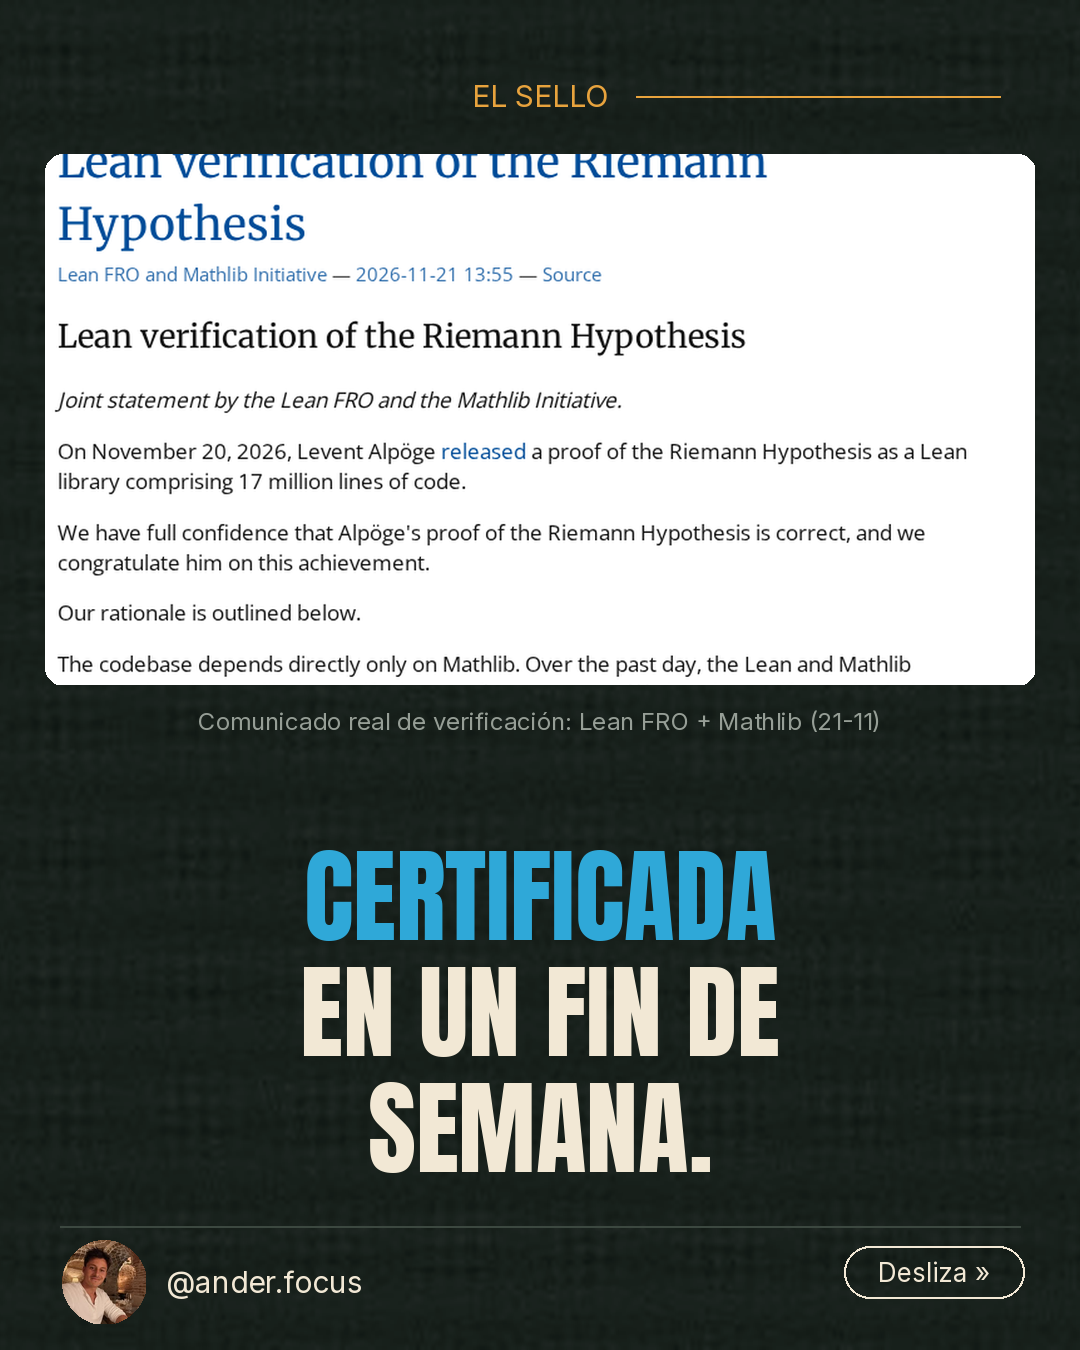 EL SELLO
Lean verification of the Riemann
Hypothesis
Lean FRO and Mathlib Initiative — 2026-11-21 13:55 — Source
Lean verification of the Riemann Hypothesis
Joint statement by the Lean FRO and the Mathlib Initiative.
On November 20, 2026, Levent Alpöge released a proof of the Riemann Hypothesis as a Lean
library comprising 17 million lines of code.
We have full confidence that Alpöge's proof of the Riemann Hypothesis is correct, and we
congratulate him on this achievement.
Our rationale is outlined below.
The codebase depends directly only on Mathlib. Over the past day, the Lean and Mathlib
Comunicado real de verificación: Lean FRO + Mathlib (21-11)
CERTIFICADA
EN UN FIN DE
SEMANA.
@ander.focus
Desliza »